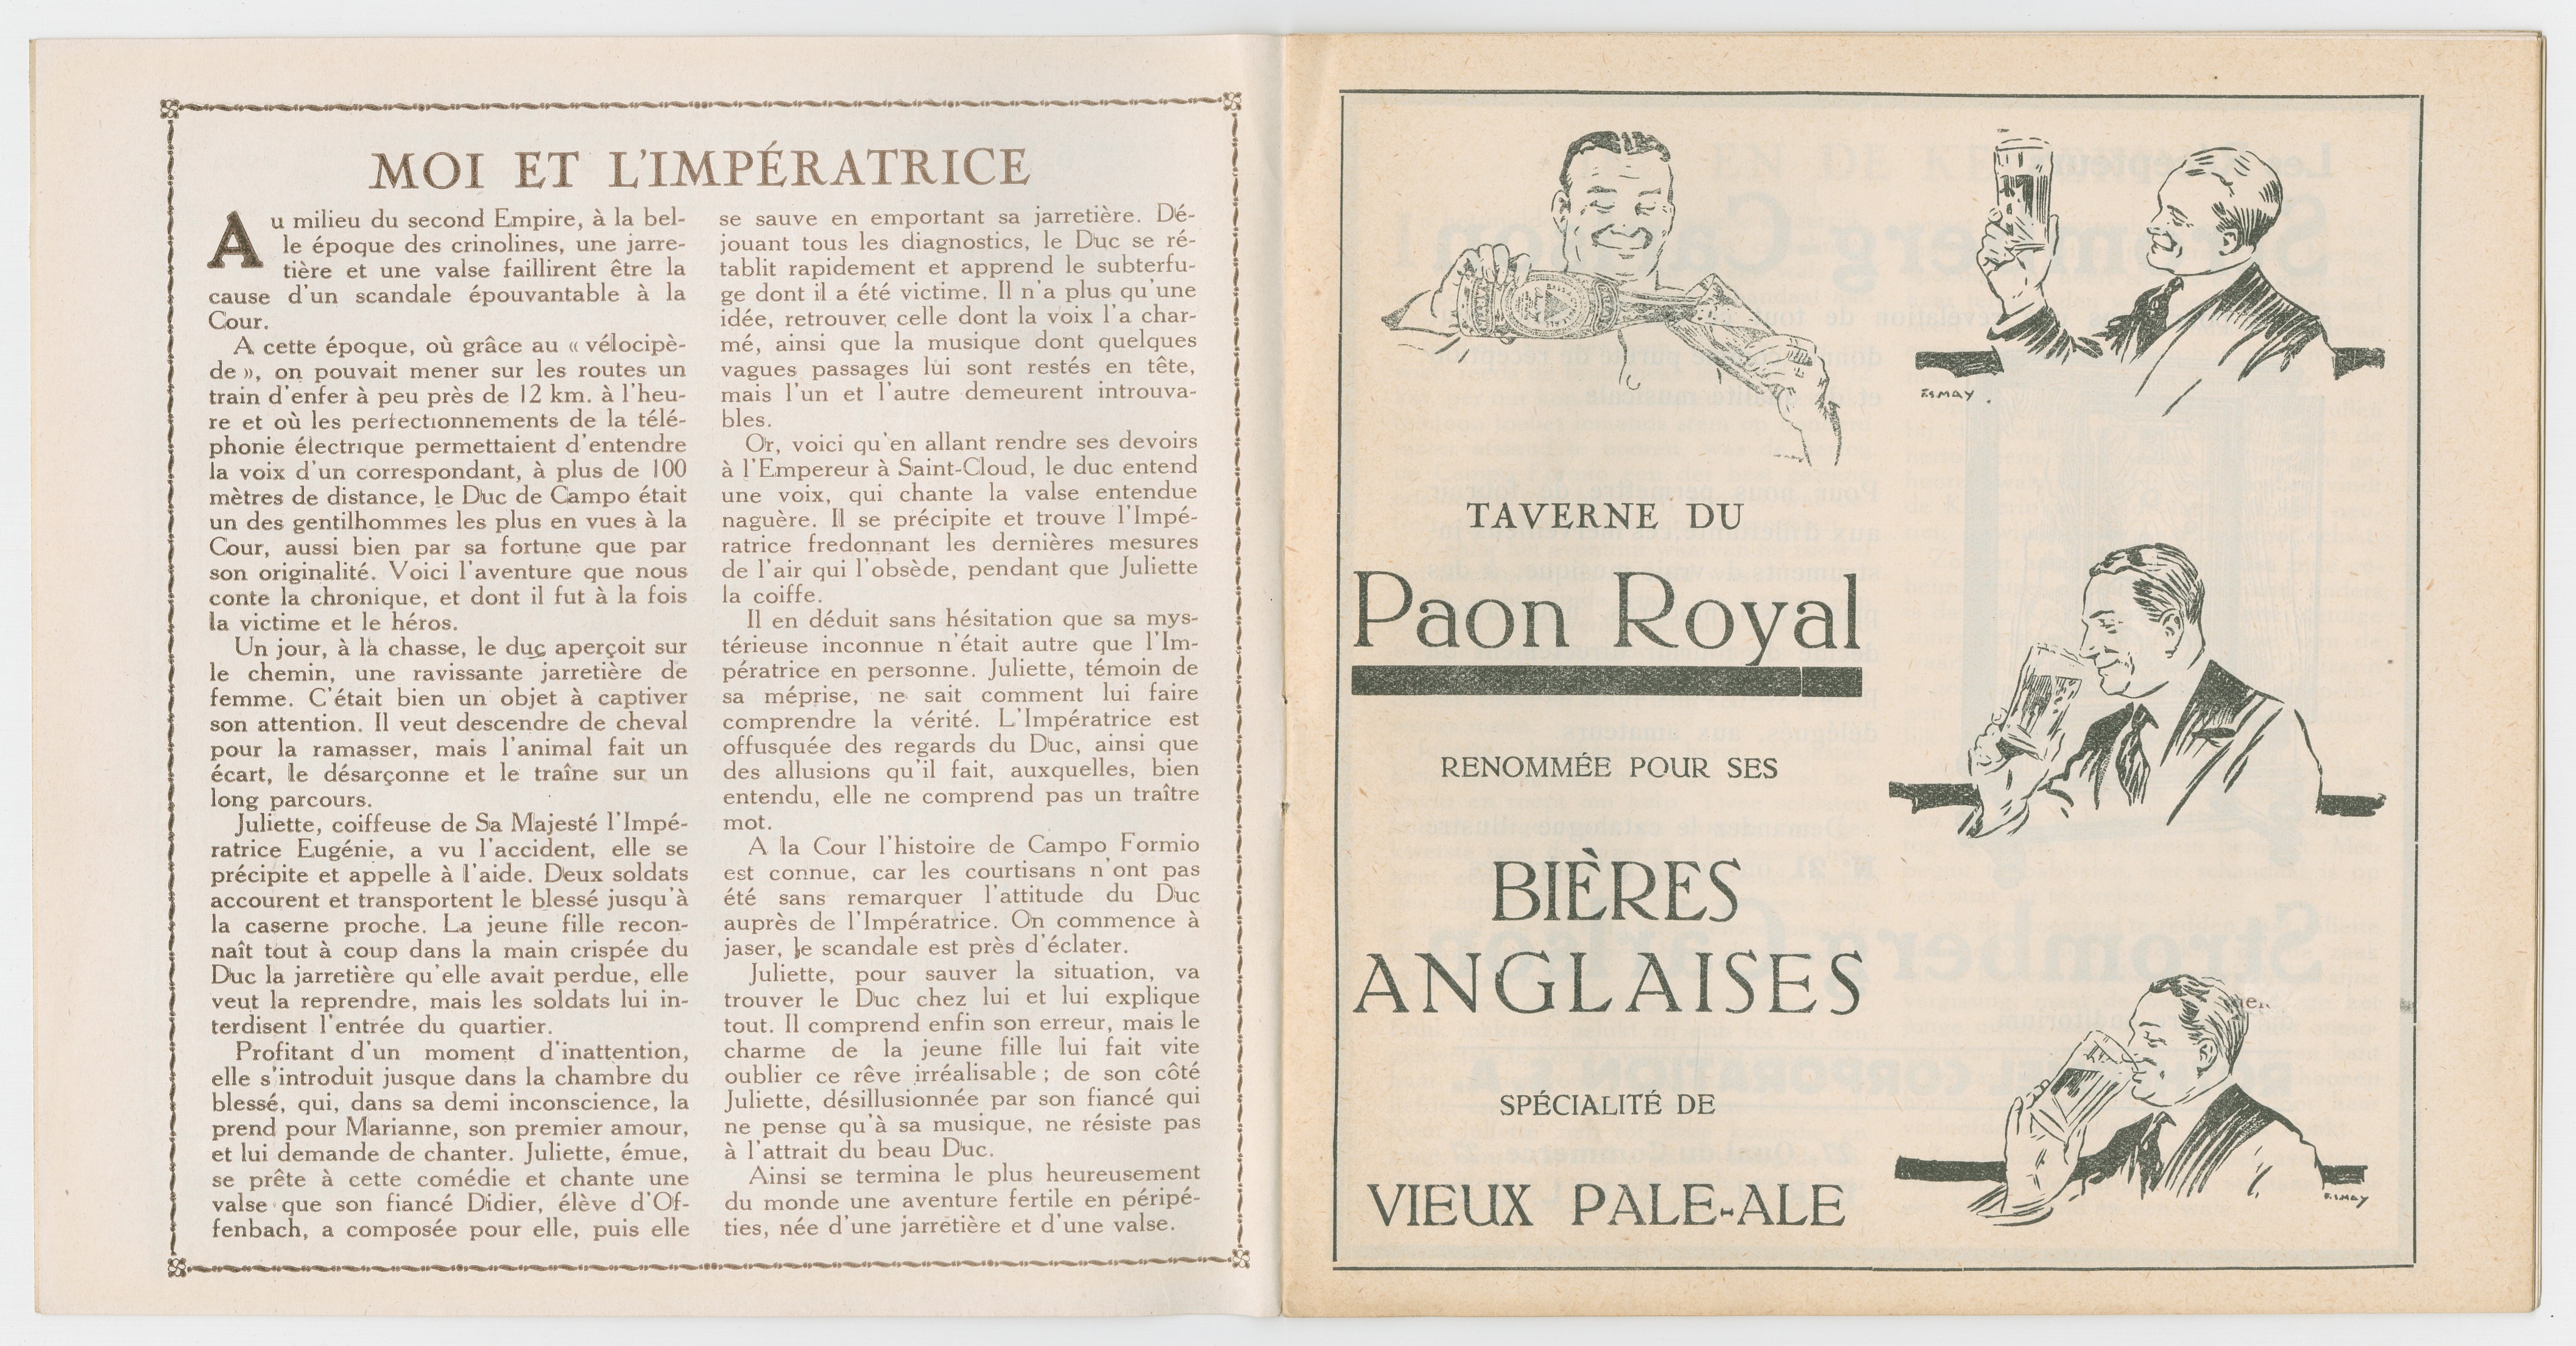 MOI ET L'IMPÉRATRICE
Au milieu du second Empire, à la bel-
le époque des crinolines, une jarre-
tière et une valse faillirent être la
cause d'un scandale épouvantable à la
Cour.
A cette époque, où grâce au « vélocipè-
de », on pouvait mener sur les routes un
train d'enfer à peu près de 12 km. à l'heu-
re et où les perfectionnements de la télé-
phonie électrique permettaient d'entendre
la voix d'un correspondant, à plus de 100
mètres de distance, le Duc de Campo était
un des gentilhommes les plus en vues à la
Cour, aussi bien par sa fortune que par
son originalité. Voici l'aventure que nous
conte la chronique, et dont il fut à la fois
la victime et le héros.
Un jour, à la chasse, le duc aperçoit sur
le chemin, une ravissante jarretière de
femme. C'était bien un objet à captiver
son attention. Il veut descendre de cheval
pour la ramasser, mais l'animal fait un
écart, le désarçonne et le traîne sur un
long parcours.
Juliette, coiffeuse de Sa Majesté l'Impé-
ratrice Eugénie, a vu l'accident, elle se
précipite et appelle à l'aide. Deux soldats
accourent et transportent le blessé jusqu'à
la caserne proche. La jeune fille recon-
naît tout à coup dans la main crispée du
Duc la jarretière qu'elle avait perdue, elle
veut la reprendre, mais les soldats lui in-
terdisent l'entrée du quartier.
Profitant d'un moment d'inattention,
elle s'introduit jusque dans la chambre du
blessé, qui, dans sa demi inconscience, la
prend pour Marianne, son premier amour,
et lui demande de chanter. Juliette, émue,
se prête à cette comédie et chante une
valse que son fiancé Didier, élève d'Of-
fenbach, a composée pour elle, puis elle
se sauve en emportant sa jarretière. Dé-
jouant tous les diagnostics, le Duc se ré-
tablit rapidement et apprend le subterfu-
ge dont il a été victime. Il n'a plus qu'une
idée, retrouver celle dont la voix l'a char-
mé, ainsi que la musique dont quelques
vagues passages lui sont restés en tête,
mais l'un et l'autre demeurent introuva-
bles.
Or, voici qu'en allant rendre ses devoirs
à l'Empereur à Saint-Cloud, le duc entend
une voix, qui chante la valse entendue
naguère. Il se précipite et trouve l'Impé-
ratrice fredonnant les dernières mesures
de l'air qui l'obsède, pendant que Juliette
la coiffe.
Il en déduit sans hésitation que sa mys-
térieuse inconnue n'était autre que l'Im-
pératrice en personne. Juliette, témoin de
sa méprise, ne sait comment lui faire
comprendre la vérité. L'Impératrice est
offusquée des regards du Duc, ainsi que
des allusions qu'il fait, auxquelles, bien
entendu, elle ne comprend pas un traître
mot.
A la Cour l'histoire de Campo Formio
est connue, car les courtisans n'ont pas
été sans remarquer l'attitude du Duc
auprès de l'Impératrice. On commence à
jaser, le scandale est près d'éclater.
Juliette, pour sauver la situation, va
trouver le Duc chez lui et lui explique
tout. Il comprend enfin son erreur, mais le
charme de la jeune fille lui fait vite
oublier ce rêve irréalisable ; de son côté
Juliette, désillusionnée par son fiancé qui
ne pense qu'à sa musique, ne résiste pas
à l'attrait du beau Duc.
Ainsi se termina le plus heureusement
du monde une aventure fertile en péripé-
ties, née d'une jarretière et d'une valse.
F.SMAY.
TAVERNE DU
Paon Royal
RENOMMÉE POUR SES
BIÈRES
ANGLAISES
SPÉCIALITÉ DE
VIEUX PALE-ALE
F.SMAY